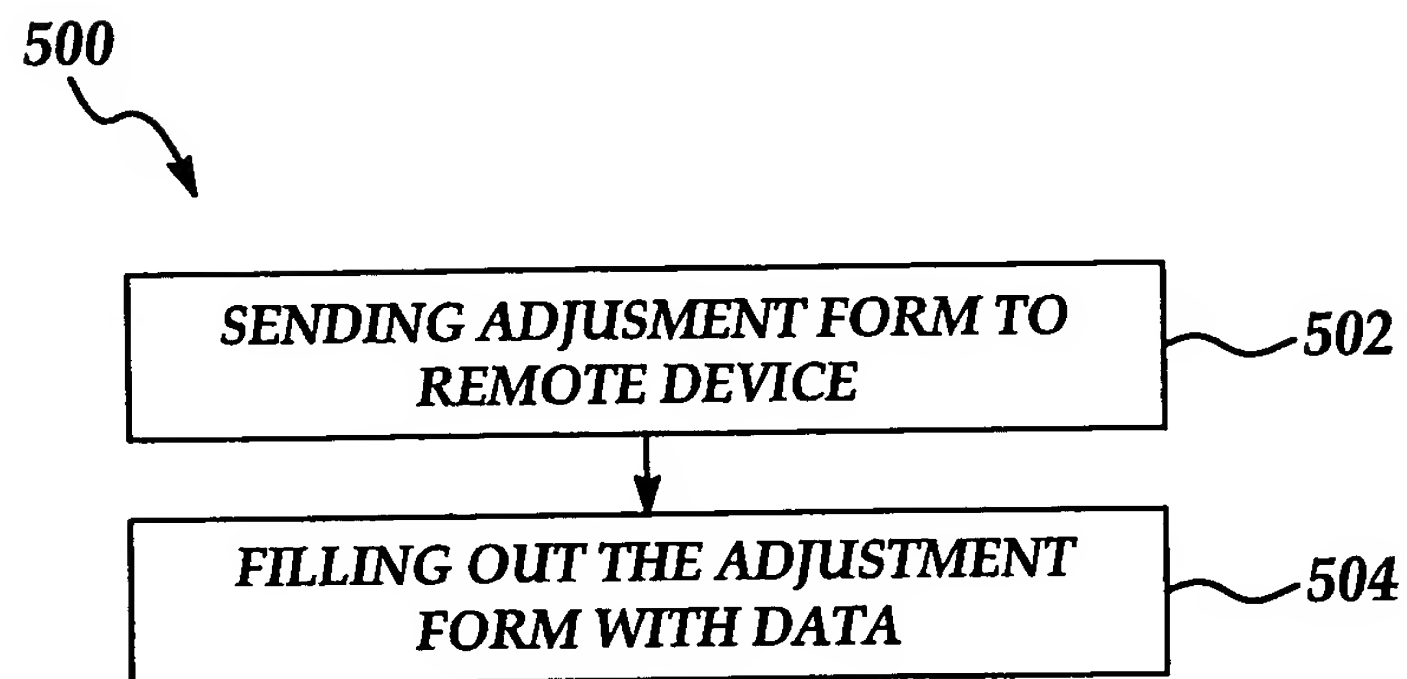 500
SENDING ADJUSMENT FORM TO
REMOTE DEVICE
502
FILLING OUT THE ADJUSTMENT
FORM WITH DATA
504